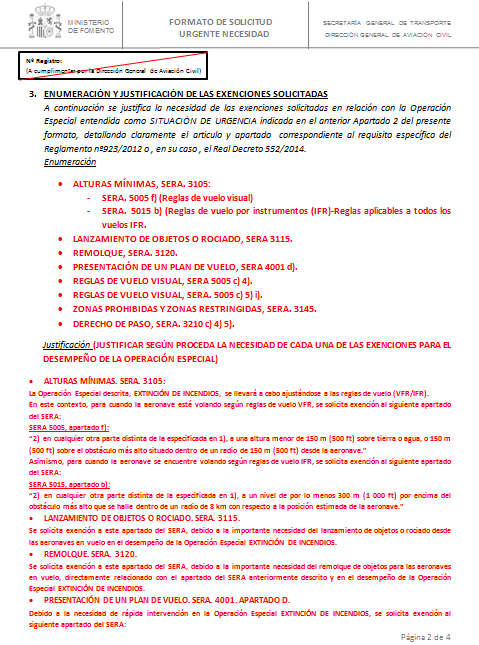 MINISTERIO
DE FOMENTO
FORMATO DE SOLICITUD
URGENTE NECESIDAD
SECRETARÍA GENERAL DE TRANSPORTE
DIRECCIÓN GENERAL DE AVIACIÓN CIVIL
Nº Registro:
(A cumplimentar por la Dirección General de Aviación Civil)
3. ENUMERACIÓN Y JUSTIFICACIÓN DE LAS EXENCIONES SOLICITADAS
A continuación se justifica la necesidad de las exenciones solicitadas en relación con la Operación
Especial entendida como SITUACIÓN DE URGENCIA indicada en el anterior Apartado 2 del presente
formato, detallando claramente el artículo y apartado correspondiente al requisito específico del
Reglamento nº923/2012 o , en su caso , el Real Decreto 552/2014.
Enumeración
• ALTURAS MÍNIMAS, SERA. 3105:
- SERA. 5005 f) (Reglas de vuelo visual)
- SERA. 5015 b) (Reglas de vuelo por instrumentos (IFR)-Reglas aplicables a todos los
vuelos IFR.
• LANZAMIENTO DE OBJETOS O ROCIADO, SERA 3115.
• REMOLQUE, SERA. 3120.
• PRESENTACIÓN DE UN PLAN DE VUELO, SERA 4001 d).
• REGLAS DE VUELO VISUAL, SERA 5005 c) 4).
• REGLAS DE VUELO VISUAL, SERA. 5005 c) 5) i).
• ZONAS PROHIBIDAS Y ZONAS RESTRINGIDAS, SERA. 3145.
• DERECHO DE PASO, SERA. 3210 c) 4) 5).
Justificación (JUSTIFICAR SEGÚN PROCEDA LA NECESIDAD DE CADA UNA DE LAS EXENCIONES PARA EL
DESEMPEÑO DE LA OPERACIÓN ESPECIAL)
• ALTURAS MÍNIMAS. SERA. 3105:
La Operación Especial descrita, EXTINCIÓN DE INCENDIOS, se llevará a cabo ajustándose a las reglas de vuelo (VFR/IFR).
En este contexto, para cuando la aeronave esté volando según reglas de vuelo VFR, se solicita exención al siguiente apartado
del SERA:
SERA 5005, apartado f):
"2) en cualquier otra parte distinta de la especificada en 1), a una altura menor de 150 m (500 ft) sobre tierra o agua, o 150 m
(500 ft) sobre el obstáculo más alto situado dentro de un radio de 150 m (500 ft) desde la aeronave."
Asimismo, para cuando la aeronave se encuentre volando según reglas de vuelo IFR, se solicita exención al siguiente apartado
del SERA:
SERA 5015, apartado b):
"2) en cualquier otra parte distinta de la especificada en 1), a un nivel de por lo menos 300 m (1 000 ft) por encima del
obstáculo más alto que se halle dentro de un radio de 8 km con respecto a la posición estimada de la aeronave."
• LANZAMIENTO DE OBJETOS O ROCIADO. SERA. 3115.
Se solicita exención a este apartado del SERA, debido a la importante necesidad del lanzamiento de objetos o rociado desde
las aeronaves en vuelo en el desempeño de la Operación Especial EXTINCIÓN DE INCENDIOS.
• REMOLQUE. SERA. 3120.
Se solicita exención a este apartado del SERA, debido a la importante necesidad del remolque de objetos para las aeronaves
en vuelo, directamente relacionado con el apartado del SERA anteriormente descrito y en el desempeño de la Operación
Especial EXTINCIÓN DE INCENDIOS.
• PRESENTACIÓN DE UN PLAN DE VUELO. SERA. 4001. APARTADO D.
Debido a la necesidad de rápida intervención en la Operación Especial EXTINCIÓN DE INCENDIOS, se solicita exención al
siguiente apartado del SERA:
Página 2 de 4